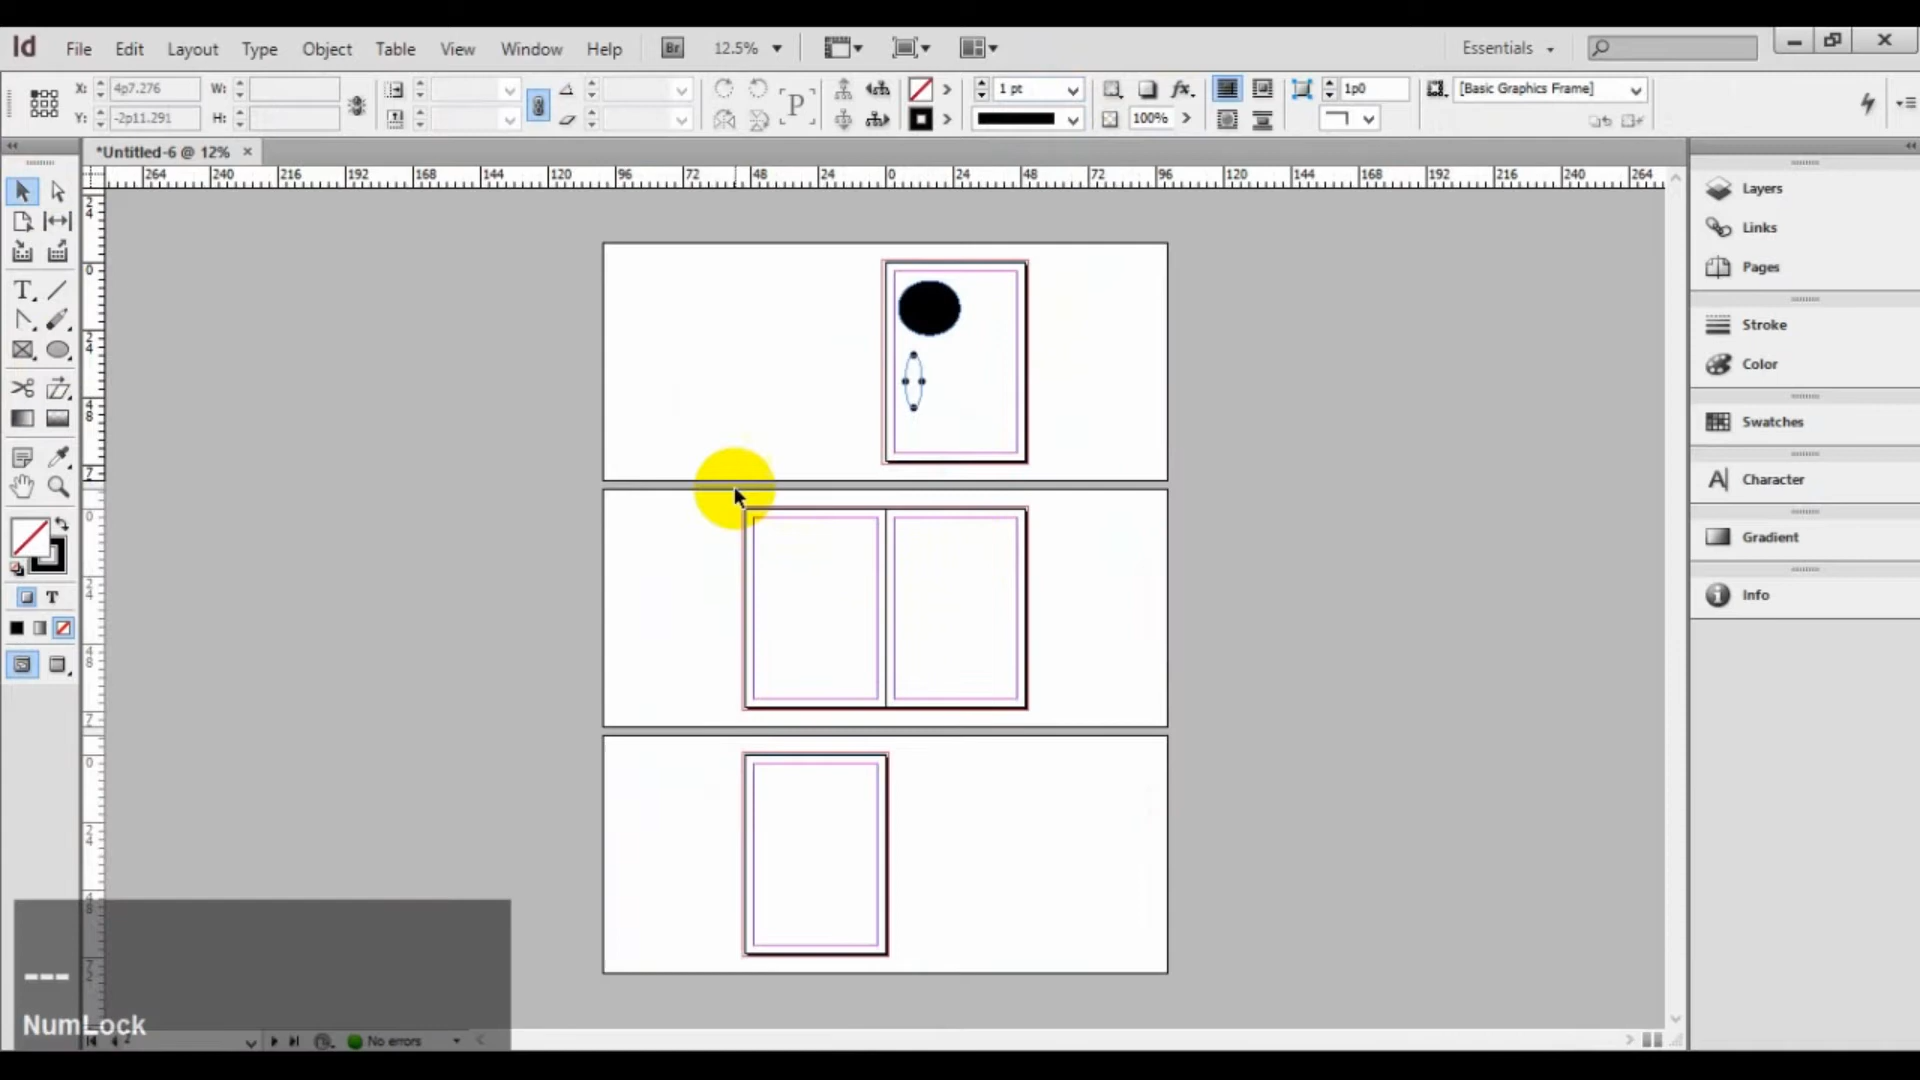 Id File Edit Layout Type Object Table View Window Help Br 12.5% Essentials
X: 4p7.276 W: 1 pt 1p0 [Basic Graphics Frame]
Y: -2p11.291 H: P fx 100%
*Untitled-6 @ 12% ×
264 240 216 192 168 144 120 96 72 48 24 0 24 48 72 96 120 144 168 192 216 240 264
Layers
Links
Pages
Stroke
Color
Swatches
Character
Gradient
Info
---
NumLock
2 No errors